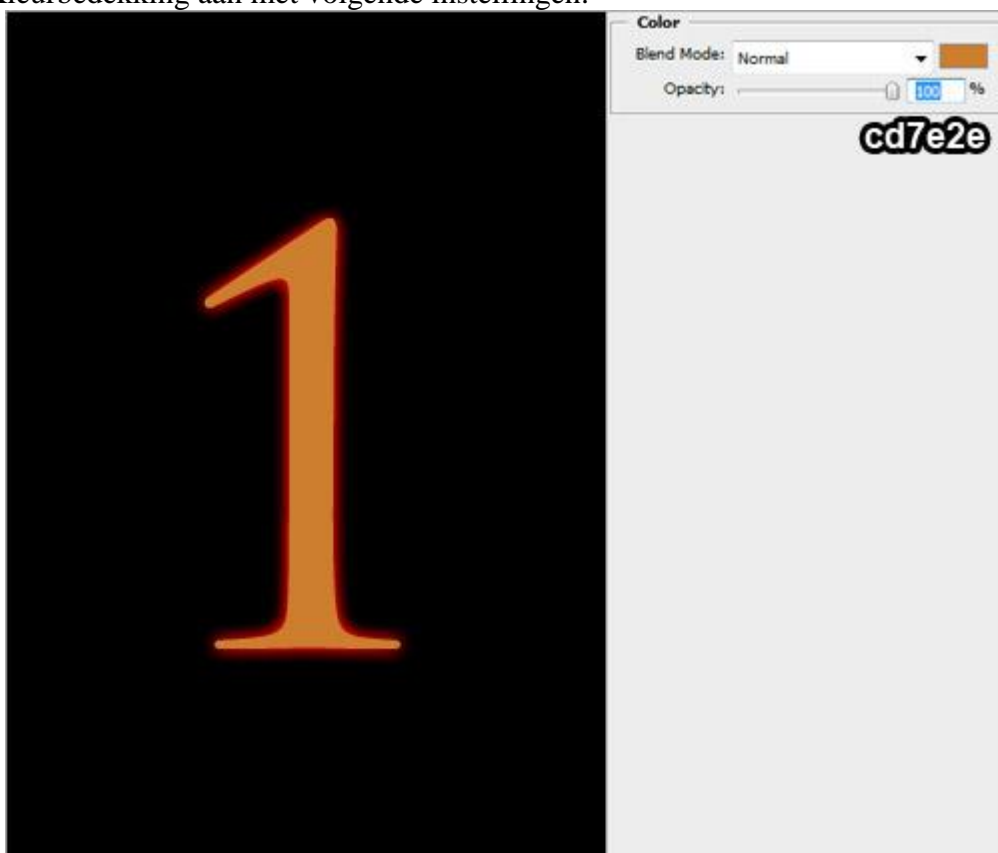 kleurbedekking aan met volgende instellingen:
Color
Blend Mode: Normal
Opacity: 100 %
cd7e2e
1